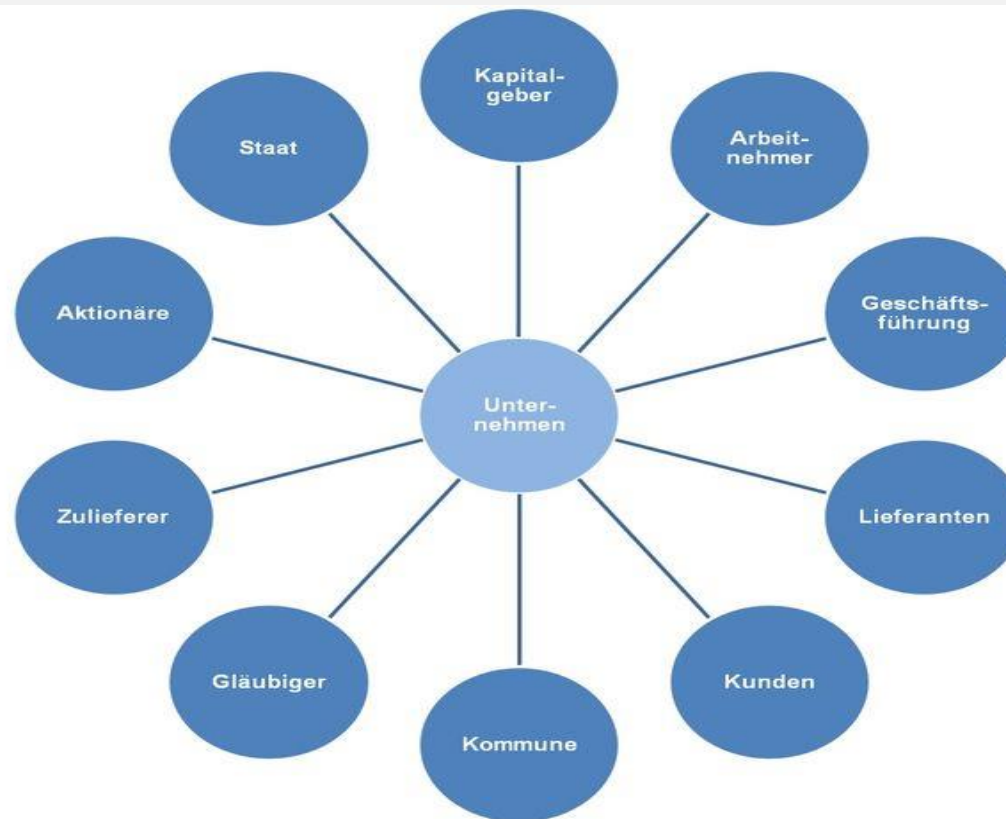 Kapital-
geber
Arbeit-
nehmer
Geschäfts-
führung
Lieferanten
Kunden
Kommune
Gläubiger
Zulieferer
Aktionäre
Staat
Unter-
nehmen